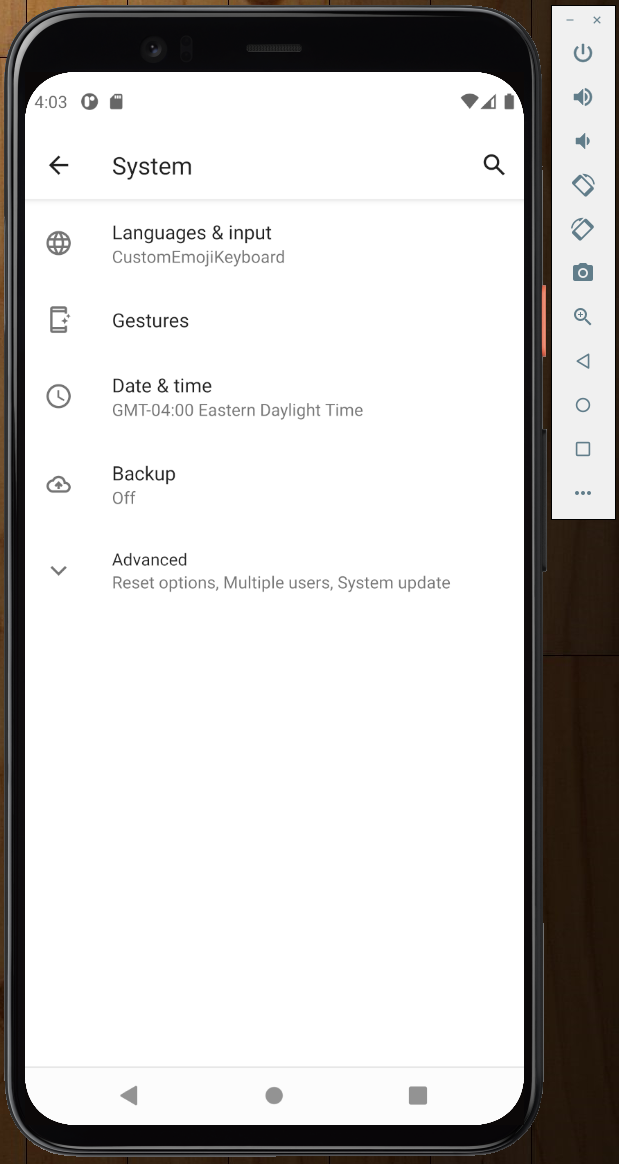 4:03
System
Languages & input
CustomEmojiKeyboard
Gestures
Date & time
GMT-04:00 Eastern Daylight Time
Backup
Off
Advanced
Reset options, Multiple users, System update